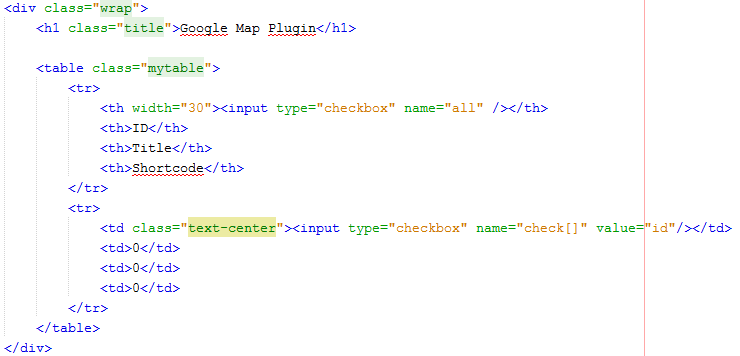 <div class="wrap">
    <h1 class="title">Google Map Plugin</h1>

    <table class="mytable">
        <tr>
            <th width="30"><input type="checkbox" name="all" /></th>
            <th>ID</th>
            <th>Title</th>
            <th>Shortcode</th>
        </tr>
        <tr>
            <td class="text-center"><input type="checkbox" name="check[]" value="id"/></td>
            <td>0</td>
            <td>0</td>
            <td>0</td>
        </tr>
    </table>
</div>